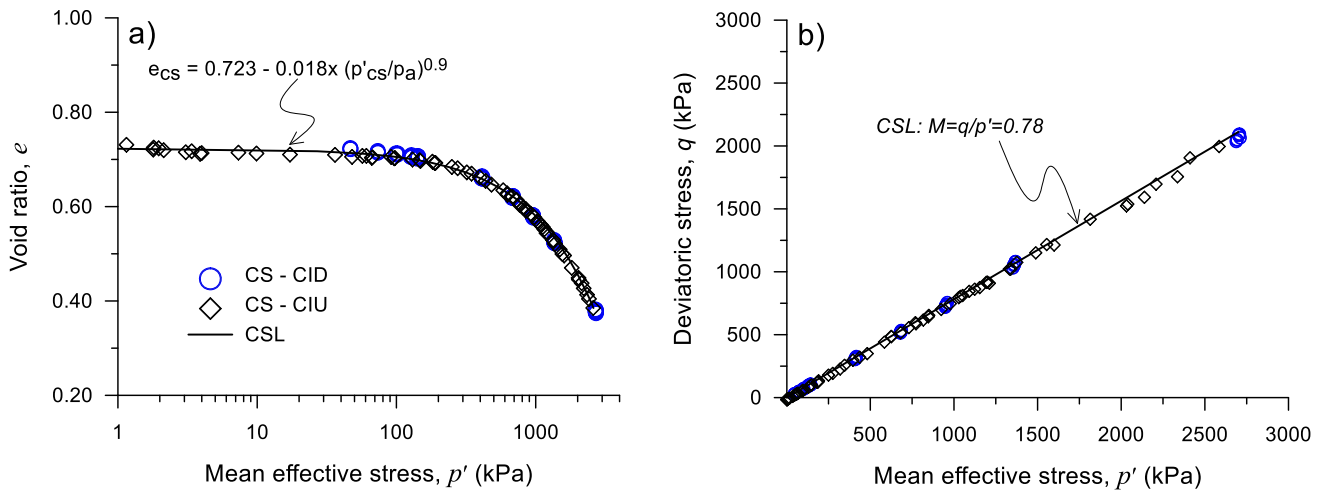 a)
e_cs = 0.723 - 0.018x (p'_cs/p_a)^0.9
1.00
0.80
0.60
0.40
0.20
Void ratio, e
CS - CID
CS - CIU
CSL
1
10
100
1000
Mean effective stress, p' (kPa)
b)
CSL: M=q/p'=0.78
3000
2500
2000
1500
1000
500
0
Deviatoric stress, q (kPa)
500
1000
1500
2000
2500
3000
Mean effective stress, p' (kPa)